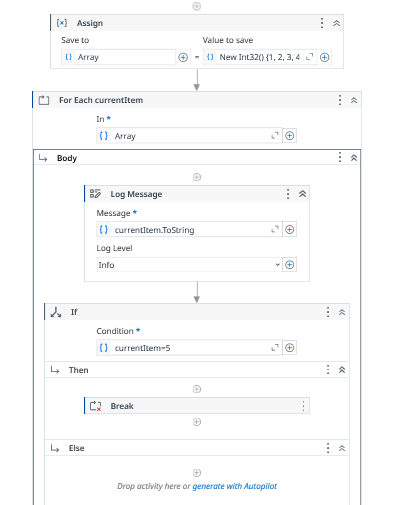 Assign
Save to Value to save
Array = New Int32() {1, 2, 3, 4
For Each currentItem
In *
Array
Body
Log Message
Message *
currentItem.ToString
Log Level
Info
If
Condition *
currentItem=5
Then
Break
Else
Drop activity here or generate with Autopilot